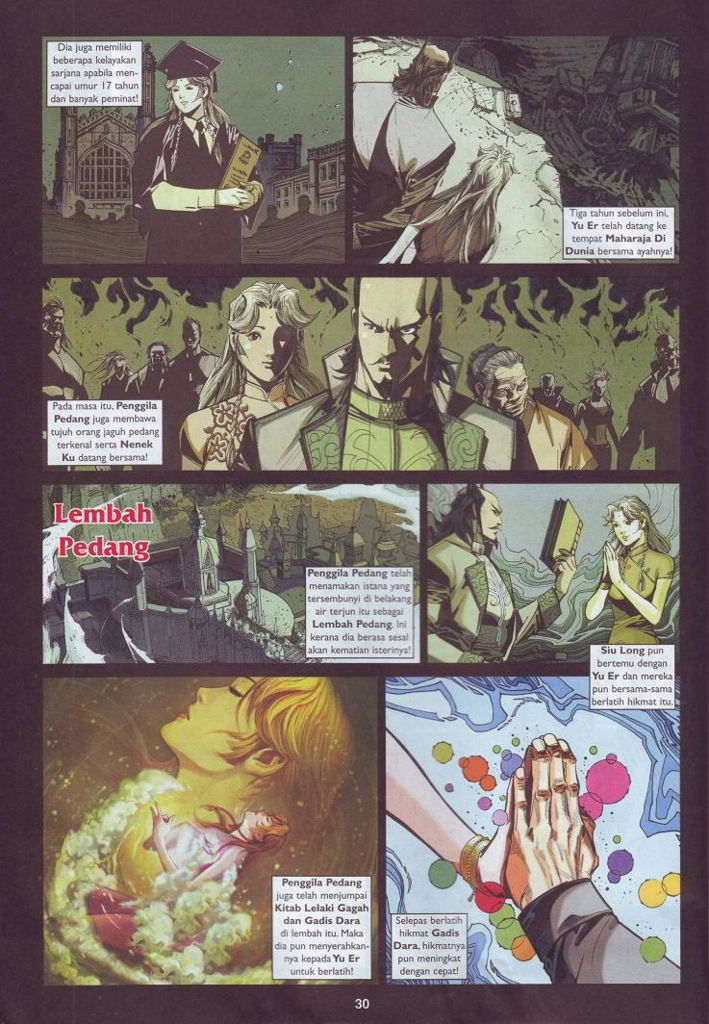 Dia juga memiliki
beberapa kelayakan
sarjana apabila men-
capai umur 17 tahun
dan banyak peminat!
Tiga tahun sebelum ini,
Yu Er telah datang ke
tempat Maharaja Di
Dunia bersama ayahnya!
Pada masa itu, Penggila
Pedang juga membawa
tujuh orang jaguh pedang
terkenal serta Nenek
Ku datang bersama!
Lembah
Pedang
Penggila Pedang telah
menamakan istana yang
tersembunyi di belakang
air terjun itu sebagai
Lembah Pedang. Ini
kerana dia berasa sesal
akan kematian isterinya!
Siu Long pun
bertemu dengan
Yu Er dan mereka
pun bersama-sama
berlatih hikmat itu.
Penggila Pedang
juga telah menjumpai
Kitab Lelaki Gagah
dan Gadis Dara
di lembah itu. Maka
dia pun menyerahkan-
nya kepada Yu Er
untuk berlatih!
Selepas berlatih
hikmat Gadis
Dara, hikmatnya
pun meningkat
dengan cepat!
30